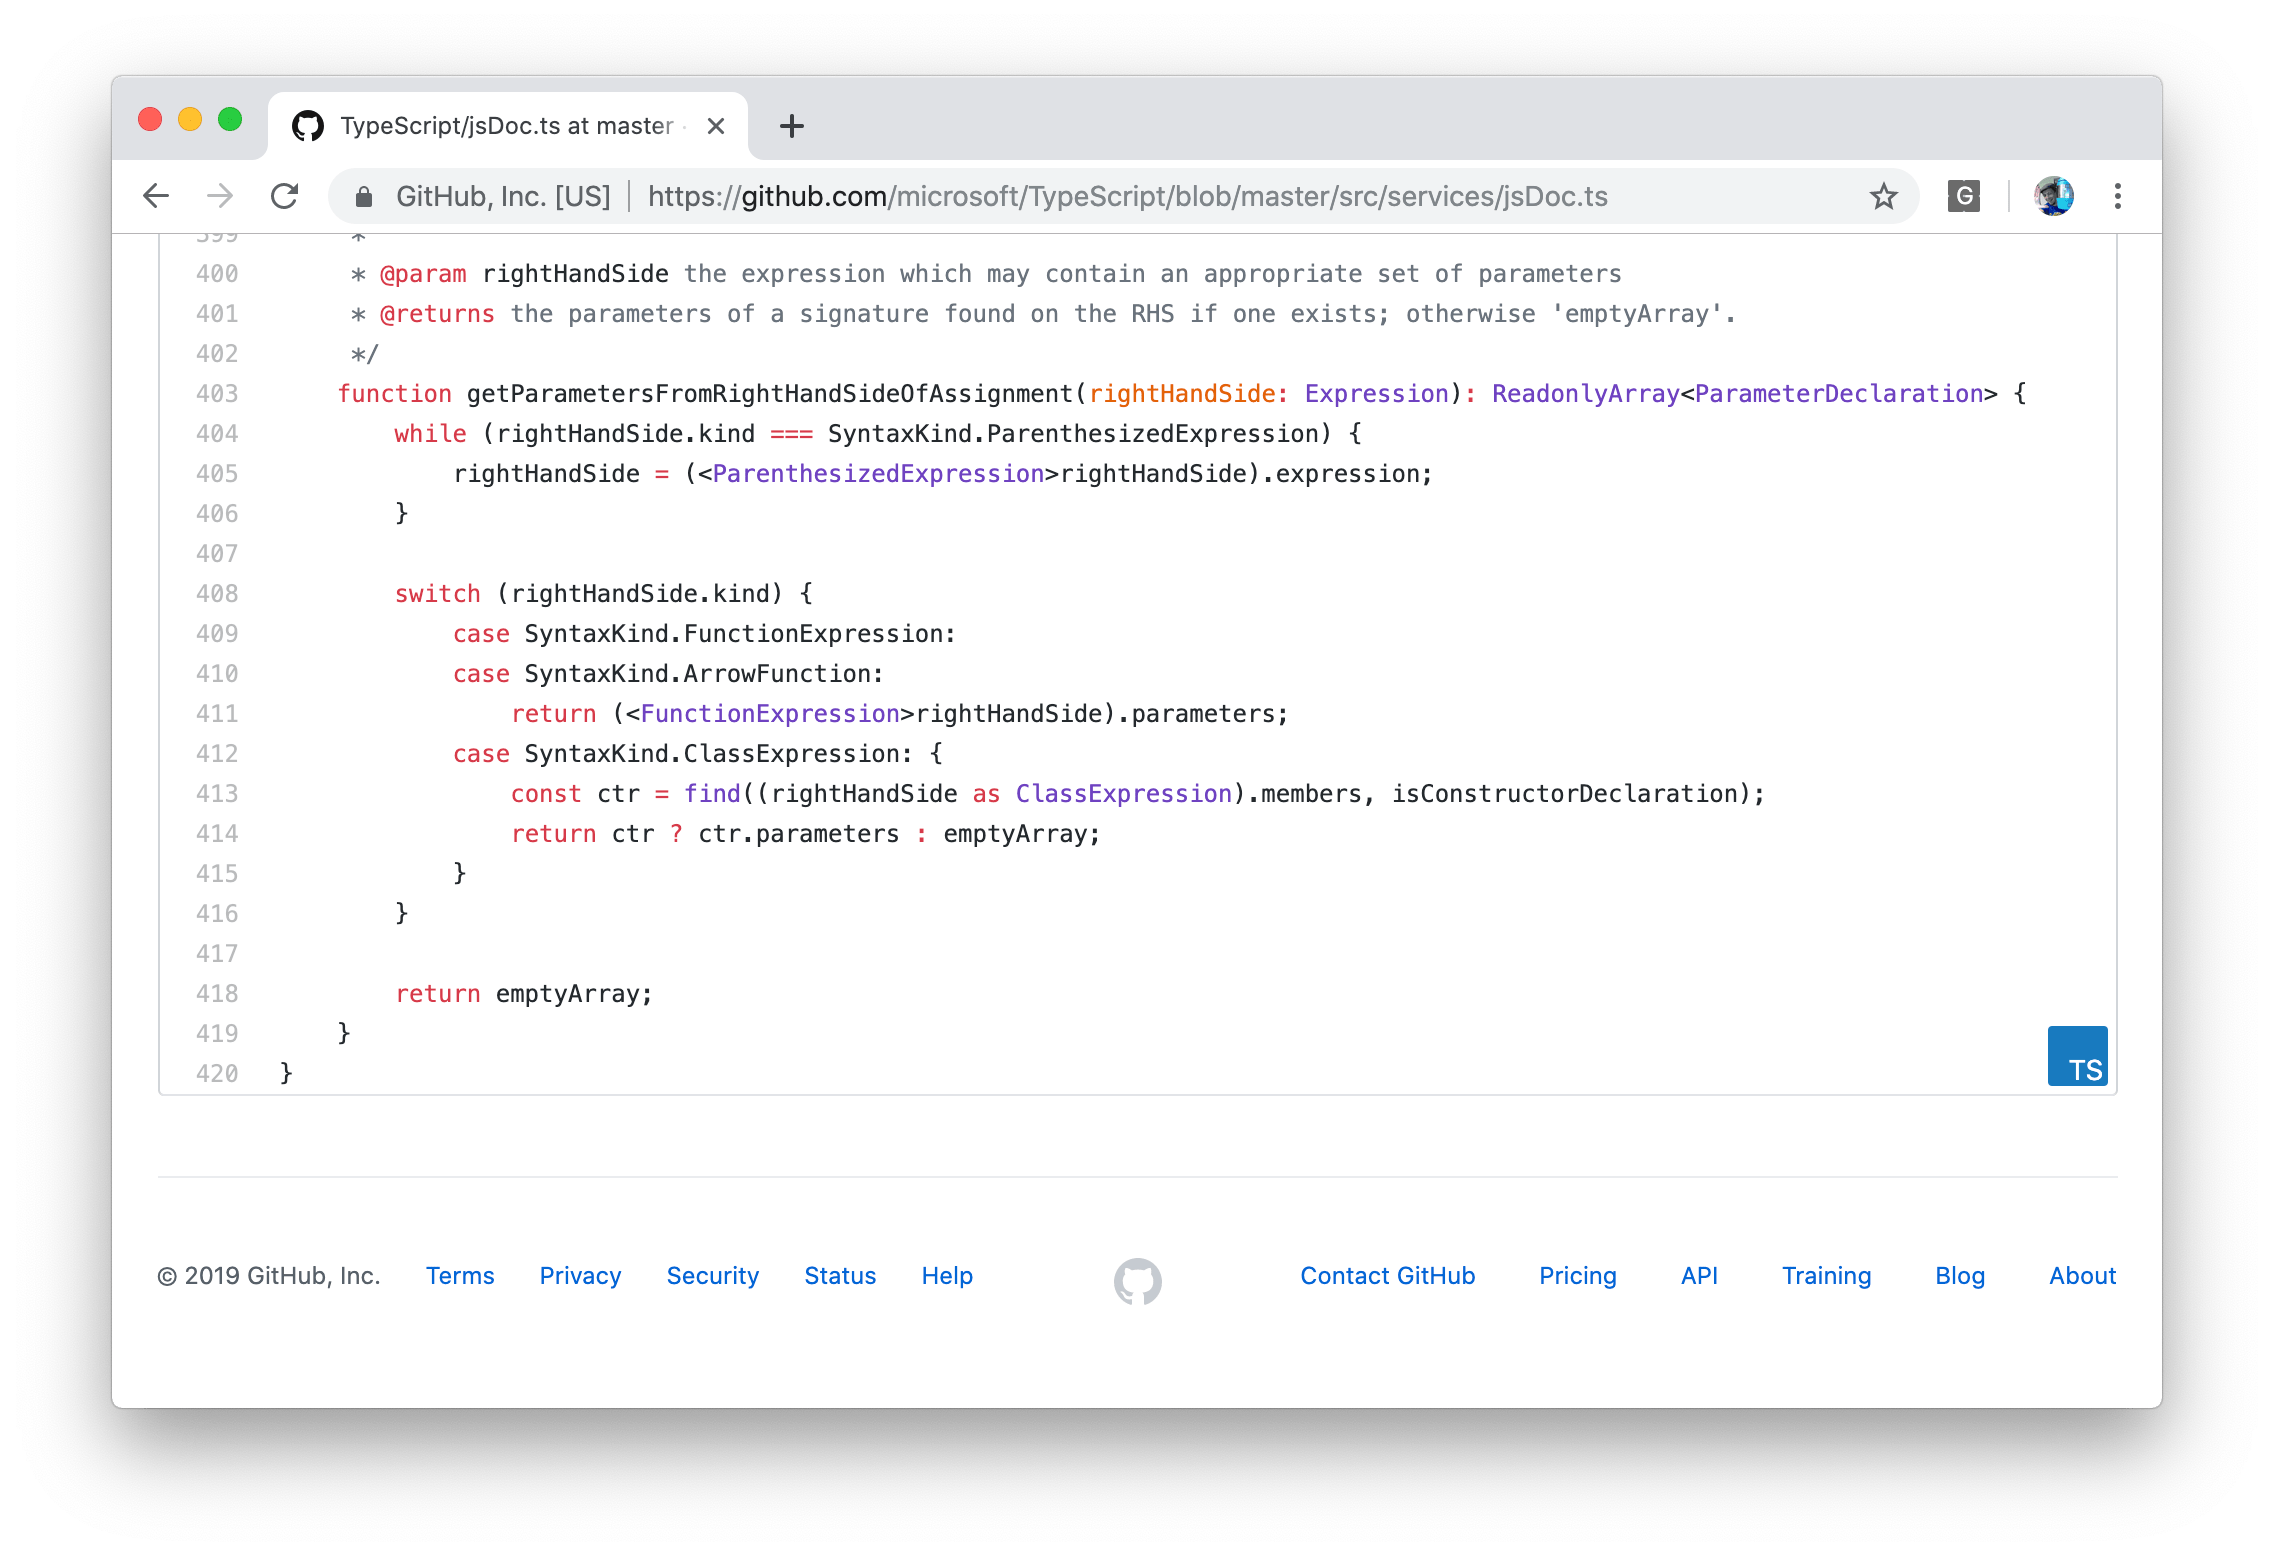 TypeScript/jsDoc.ts at master
GitHub, Inc. [US] https://github.com/microsoft/TypeScript/blob/master/src/services/jsDoc.ts
G
399      *
400      * @param rightHandSide the expression which may contain an appropriate set of parameters
401      * @returns the parameters of a signature found on the RHS if one exists; otherwise 'emptyArray'.
402      */
403     function getParametersFromRightHandSideOfAssignment(rightHandSide: Expression): ReadonlyArray<ParameterDeclaration> {
404         while (rightHandSide.kind === SyntaxKind.ParenthesizedExpression) {
405             rightHandSide = (<ParenthesizedExpression>rightHandSide).expression;
406         }
407
408         switch (rightHandSide.kind) {
409             case SyntaxKind.FunctionExpression:
410             case SyntaxKind.ArrowFunction:
411                 return (<FunctionExpression>rightHandSide).parameters;
412             case SyntaxKind.ClassExpression: {
413                 const ctr = find((rightHandSide as ClassExpression).members, isConstructorDeclaration);
414                 return ctr ? ctr.parameters : emptyArray;
415             }
416         }
417
418         return emptyArray;
419     }
420 }
TS
© 2019 GitHub, Inc. Terms Privacy Security Status Help Contact GitHub Pricing API Training Blog About